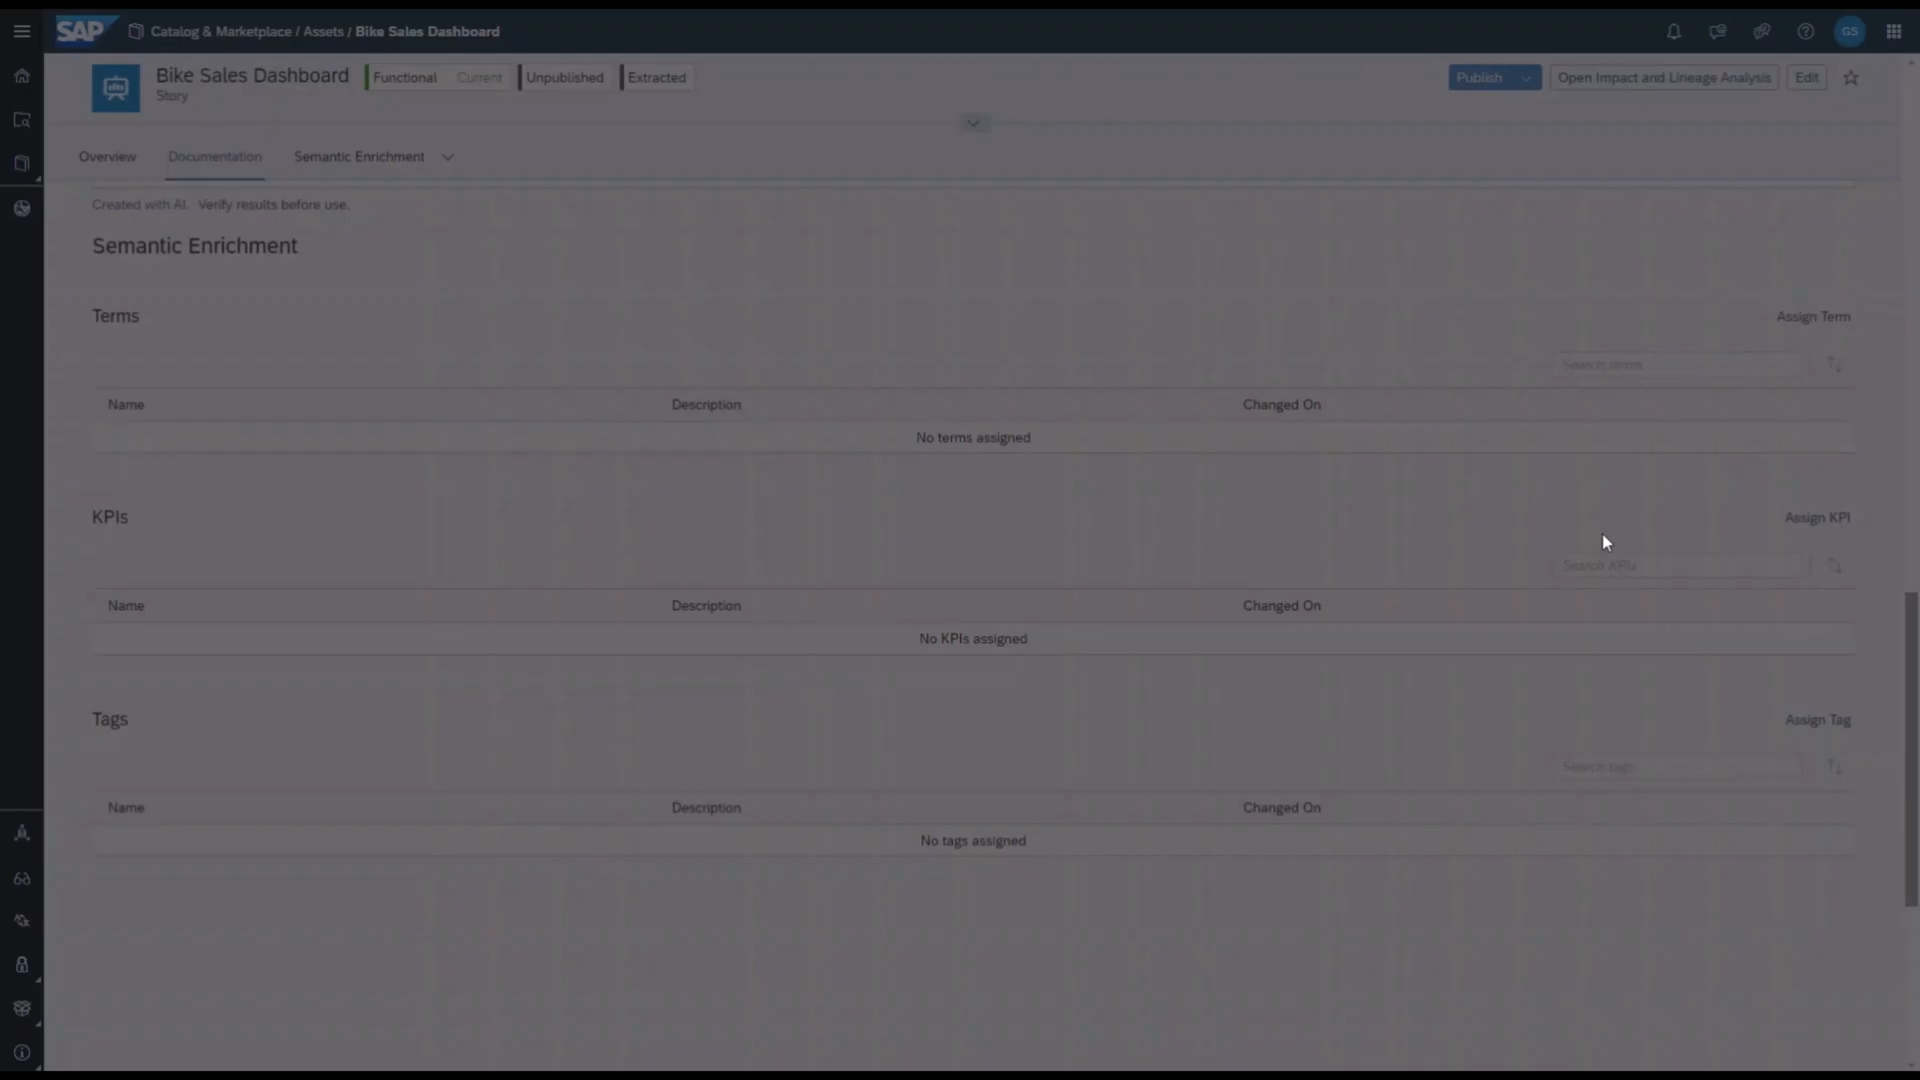 SAP Catalog & Marketplace / Assets / Bike Sales Dashboard GS
Bike Sales Dashboard Functional Current Unpublished Extracted Publish Open Impact and Lineage Analysis Edit
Story
Overview Documentation Semantic Enrichment
Created with AI. Verify results before use.
Semantic Enrichment
Terms Assign Term
Search terms
Name Description Changed On
No terms assigned
KPIs Assign KPI
Search KPIs
Name Description Changed On
No KPIs assigned
Tags Assign Tag
Search tags
Name Description Changed On
No tags assigned